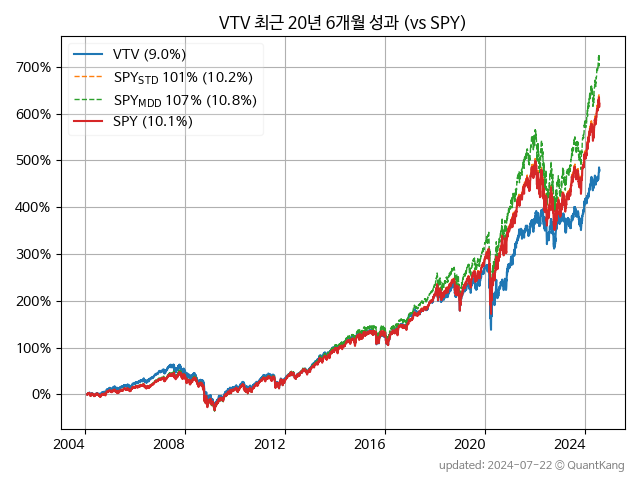 VTV 최근 20년 6개월 성과 (vs SPY)
VTV (9.0%)
SPY_STD 101% (10.2%)
SPY_MDD 107% (10.8%)
SPY (10.1%)
700%
600%
500%
400%
300%
200%
100%
0%
2004 2008 2012 2016 2020 2024
updated: 2024-07-22 © QuantKang